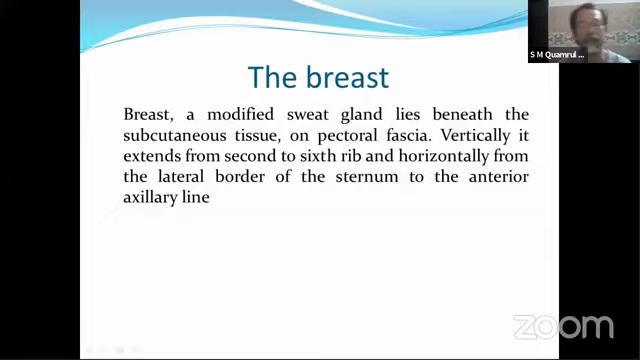 The breast
Breast, a modified sweat gland lies beneath the
subcutaneous tissue, on pectoral fascia. Vertically it
extends from second to sixth rib and horizontally from
the lateral border of the sternum to the anterior
axillary line
S M Quamrul ...
zoom